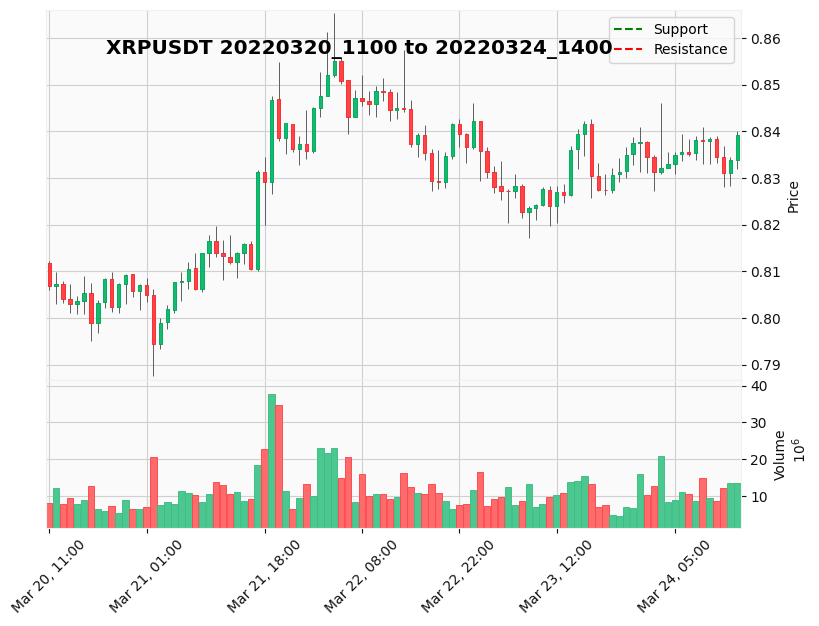 XRPUSDT 20220320_1100 to 20220324_1400
Support
Resistance
0.86
0.85
0.84
0.83
0.82
0.81
0.80
0.79
Price
40
30
20
10
Volume
10^6
Mar 20, 11:00
Mar 21, 01:00
Mar 21, 18:00
Mar 22, 08:00
Mar 22, 22:00
Mar 23, 12:00
Mar 24, 05:00